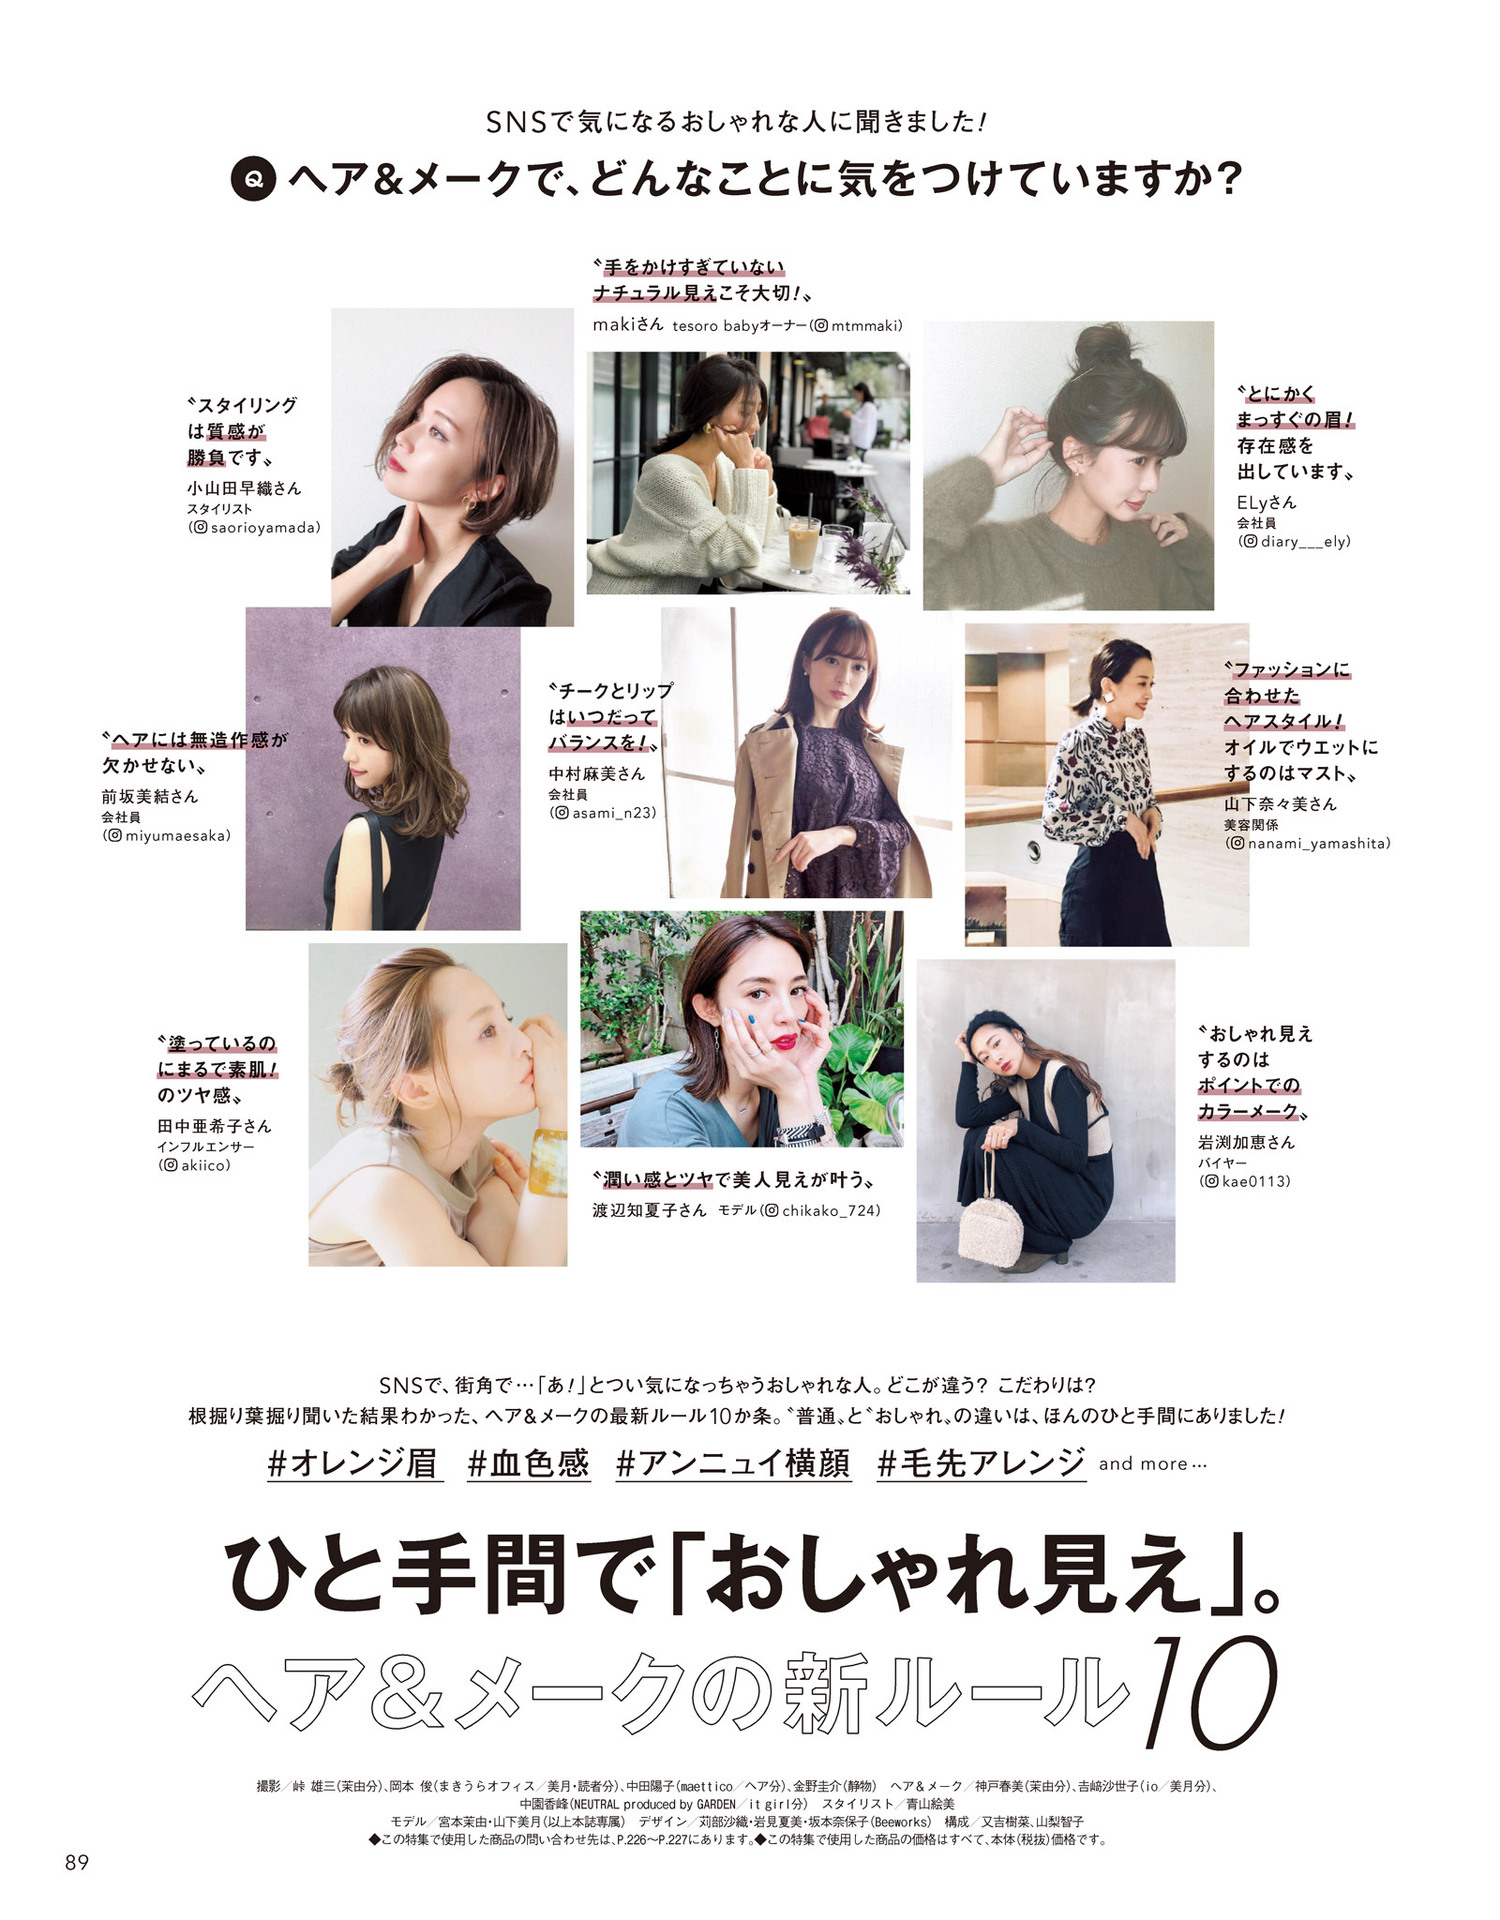 SNSで気になるおしゃれな人に聞きました!
Q ヘア&メークで、どんなことに気をつけていますか?
〝手をかけすぎていない
ナチュラル見えこそ大切!〟
makiさん tesoro babyオーナー(mtmmaki)
〝スタイリング
は質感が
勝負です〟
小山田早織さん
スタイリスト
(saorioyamada)
〝とにかく
まっすぐの眉!
存在感を
出しています〟
ELyさん
会社員
(diary___ely)
〝ヘアには無造作感が
欠かせない〟
前坂美結さん
会社員
(miyumaesaka)
〝チークとリップ
はいつだって
バランスを!〟
中村麻美さん
会社員
(asami_n23)
〝ファッションに
合わせた
ヘアスタイル!
オイルでウエットに
するのはマスト〟
山下奈々美さん
美容関係
(nanami_yamashita)
〝塗っているの
にまるで素肌!
のツヤ感〟
田中亜希子さん
インフルエンサー
(akiico)
〝潤い感とツヤで美人見えが叶う〟
渡辺知夏子さん モデル(chikako_724)
〝おしゃれ見え
するのは
ポイントでの
カラーメーク〟
岩渕加恵さん
バイヤー
(kae0113)
SNSで、街角で…「あ!」とつい気になっちゃうおしゃれな人。どこが違う? こだわりは?
根掘り葉掘り聞いた結果わかった、ヘア&メークの最新ルール10か条。〝普通〟と〝おしゃれ〟の違いは、ほんのひと手間にありました!
#オレンジ眉 #血色感 #アンニュイ横顔 #毛先アレンジ and more…
ひと手間で「おしゃれ見え」。
ヘア&メークの新ルール10
撮影/峠 雄三(茉由分)、岡本 俊(まきうらオフィス/美月・読者分)、中田陽子(maettico/ヘア分)、金野圭介(静物) ヘア&メーク/神戸春美(茉由分)、吉﨑沙世子(io/美月分)、
中園香峰(NEUTRAL produced by GARDEN/it girl分) スタイリスト/青山絵美
モデル/宮本茉由・山下美月(以上本誌専属) デザイン/苅部沙織・岩見夏美・坂本奈保子(Beeworks) 構成/又吉樹菜、山梨智子
◆この特集で使用した商品の問い合わせ先は、P.226〜P.227にあります。◆この特集で使用した商品の価格はすべて、本体(税抜)価格です。
89